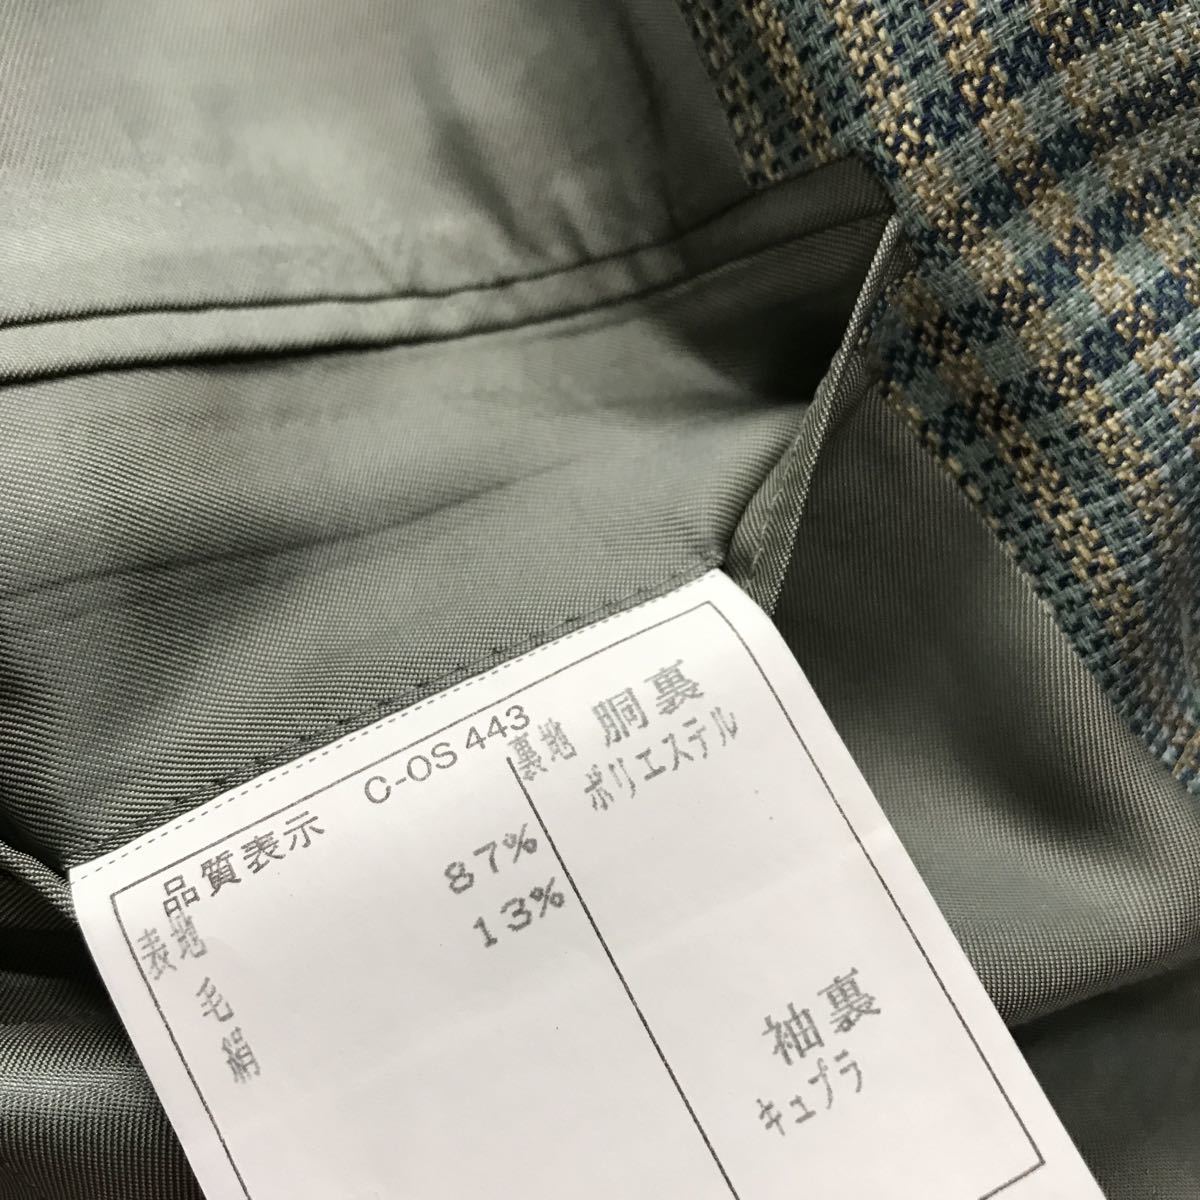 品質表示 C-OS 443
表地
毛 87%
絹 13%
裏地 胴裏
ポリエステル
袖裏
キュプラ